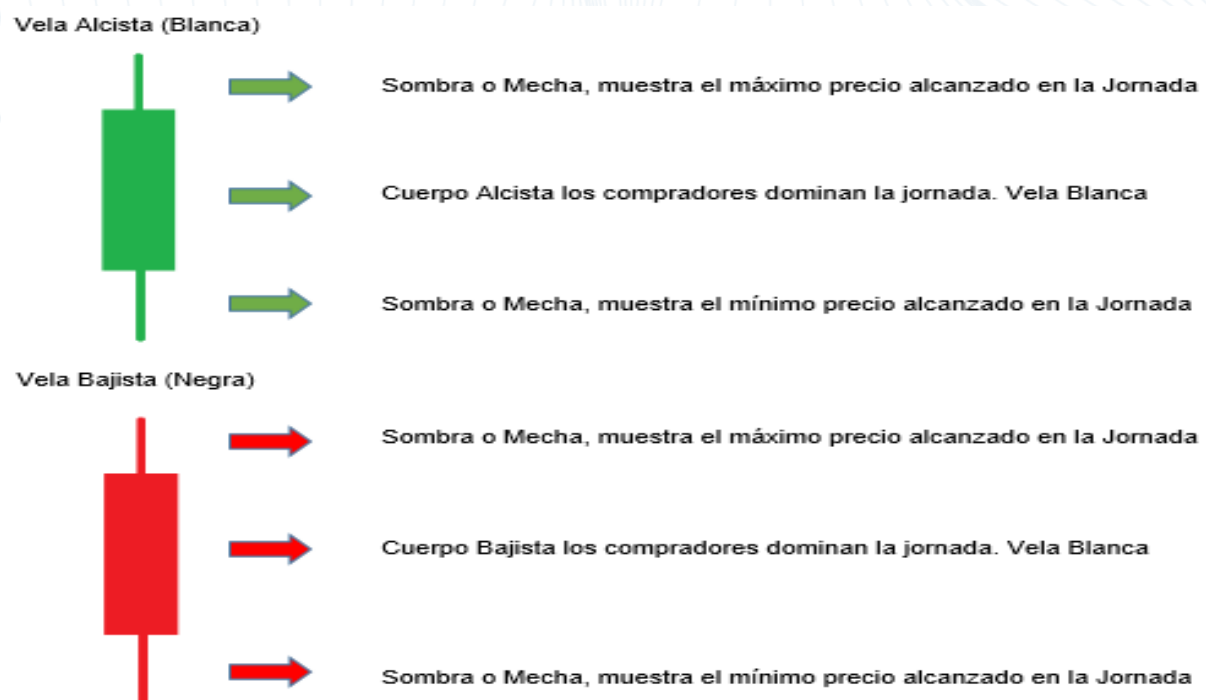 Vela Alcista (Blanca)
Sombra o Mecha, muestra el máximo precio alcanzado en la Jornada
Cuerpo Alcista los compradores dominan la jornada. Vela Blanca
Sombra o Mecha, muestra el mínimo precio alcanzado en la Jornada
Vela Bajista (Negra)
Sombra o Mecha, muestra el máximo precio alcanzado en la Jornada
Cuerpo Bajista los compradores dominan la jornada. Vela Blanca
Sombra o Mecha, muestra el mínimo precio alcanzado en la Jornada